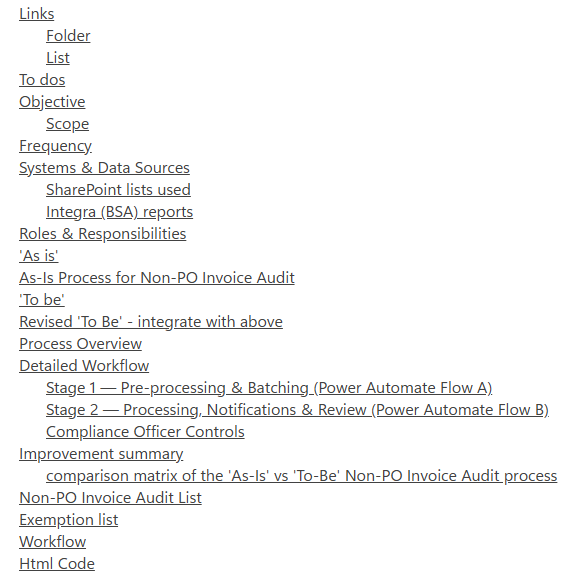 Links
Folder
List
To dos
Objective
Scope
Frequency
Systems & Data Sources
SharePoint lists used
Integra (BSA) reports
Roles & Responsibilities
'As is'
As-Is Process for Non-PO Invoice Audit
'To be'
Revised 'To Be' - integrate with above
Process Overview
Detailed Workflow
Stage 1 — Pre-processing & Batching (Power Automate Flow A)
Stage 2 — Processing, Notifications & Review (Power Automate Flow B)
Compliance Officer Controls
Improvement summary
comparison matrix of the 'As-Is' vs 'To-Be' Non-PO Invoice Audit process
Non-PO Invoice Audit List
Exemption list
Workflow
Html Code